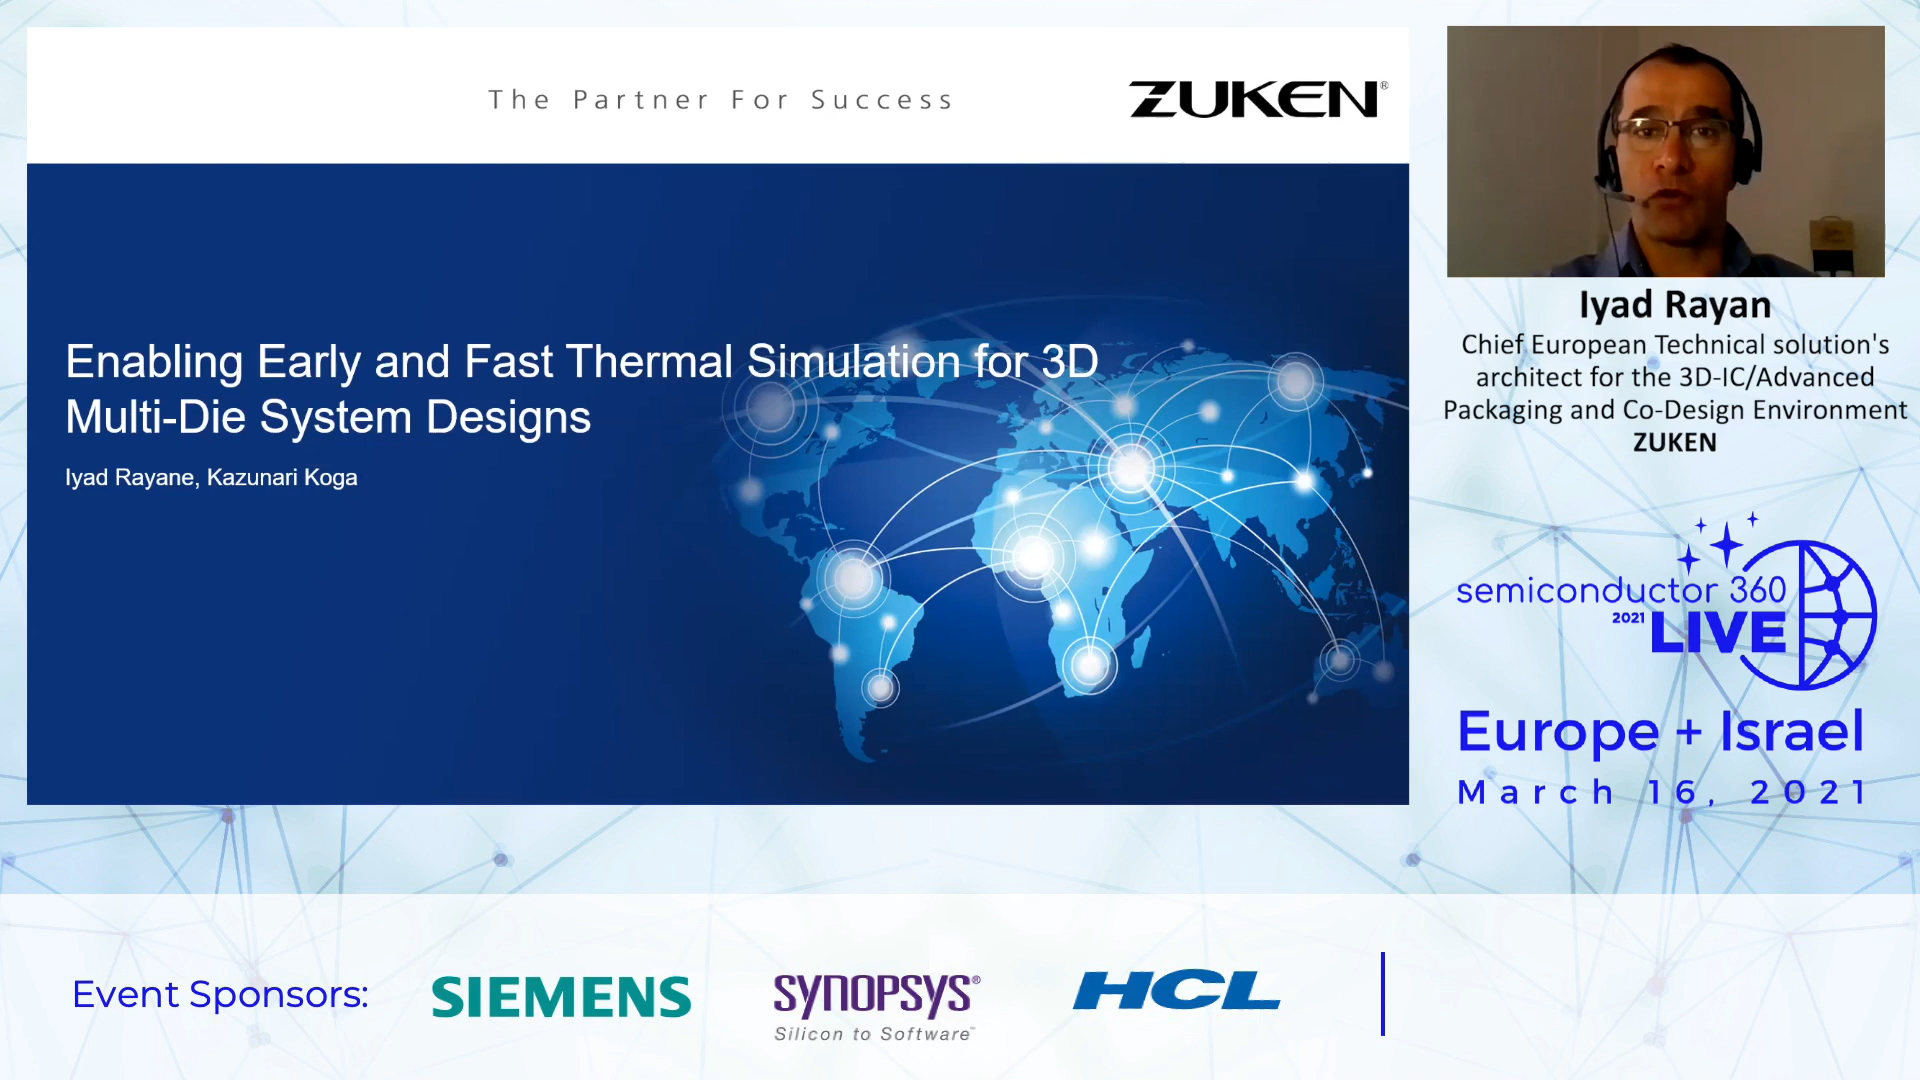 The Partner For Success
ZUKEN®
Enabling Early and Fast Thermal Simulation for 3D
Multi-Die System Designs
Iyad Rayane, Kazunari Koga
Iyad Rayan
Chief European Technical solution's
architect for the 3D-IC/Advanced
Packaging and Co-Design Environment
ZUKEN
semiconductor 360
2021 LIVE
Europe + Israel
March 16, 2021
Event Sponsors:
SIEMENS
SYNOPSYS®
Silicon to Software™
HCL